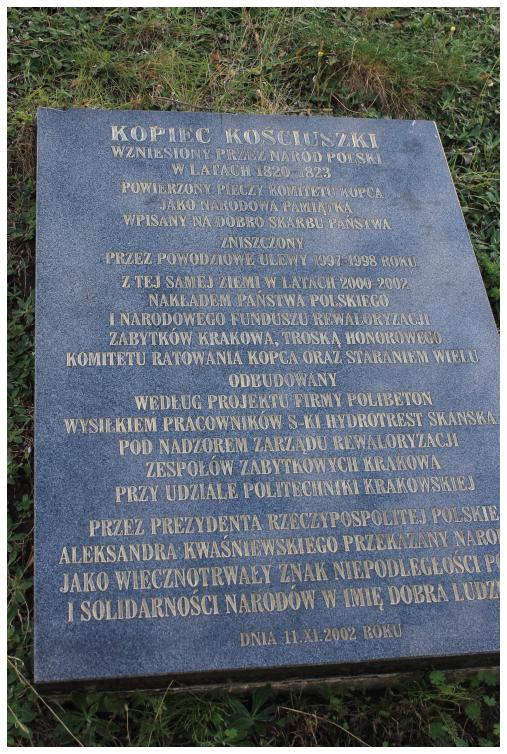 KOPIEC KOŚCIUSZKI
WZNIESIONY PRZEZ NARÓD POLSKI
W LATACH 1820-1823
POWIERZONY PIECZY KOMITETU KOPCA
JAKO NARODOWA PAMIĄTKA
WPISANY NA DOBRO SKARBU PAŃSTWA
ZNISZCZONY
PRZEZ POWODZIOWE ULEWY 1997-1998 ROKU
Z TEJ SAMEJ ZIEMI W LATACH 2000-2002
NAKŁADEM PAŃSTWA POLSKIEGO
I NARODOWEGO FUNDUSZU REWALORYZACJI
ZABYTKÓW KRAKOWA, TROSKĄ HONOROWEGO
KOMITETU RATOWANIA KOPCA ORAZ STARANIEM WIELU
ODBUDOWANY
WEDŁUG PROJEKTU FIRMY POLIBETON
WYSIŁKIEM PRACOWNIKÓW S-KI HYDROTREST SKANSKA
POD NADZOREM ZARZĄDU REWALORYZACJI
ZESPOŁÓW ZABYTKOWYCH KRAKOWA
PRZY UDZIALE POLITECHNIKI KRAKOWSKIEJ
PRZEZ PREZYDENTA RZECZYPOSPOLITEJ POLSKIE
ALEKSANDRA KWAŚNIEWSKIEGO PRZEKAZANY NARO
JAKO WIECZNOTRWAŁY ZNAK NIEPODLEGŁOŚCI PO
I SOLIDARNOŚCI NARODÓW W IMIĘ DOBRA LUDZ
DNIA 11.XI.2002 ROKU